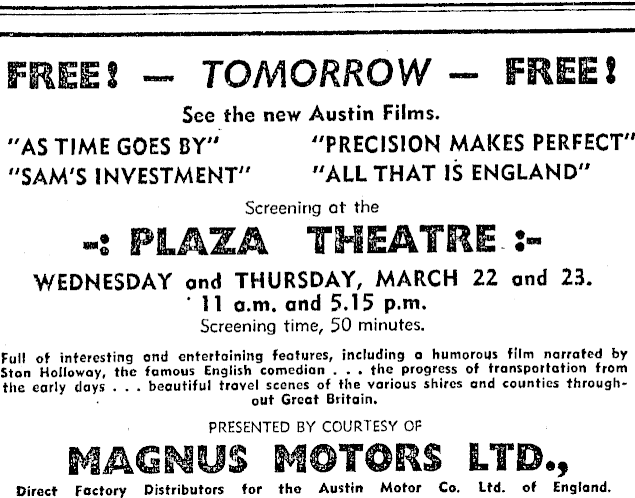 FREE! — TOMORROW — FREE!
See the new Austin Films.
"AS TIME GOES BY" "PRECISION MAKES PERFECT"
"SAM'S INVESTMENT" "ALL THAT IS ENGLAND"
Screening at the
-: PLAZA THEATRE :-
WEDNESDAY and THURSDAY, MARCH 22 and 23.
11 a.m. and 5.15 p.m.
Screening time, 50 minutes.
Full of interesting and entertaining features, including a humorous film narrated by
Stan Holloway, the famous English comedian . . . the progress of transportation from
the early days . . . beautiful travel scenes of the various shires and counties through-
out Great Britain.
PRESENTED BY COURTESY OF
MAGNUS MOTORS LTD.,
Direct Factory Distributors for the Austin Motor Co. Ltd. of England.